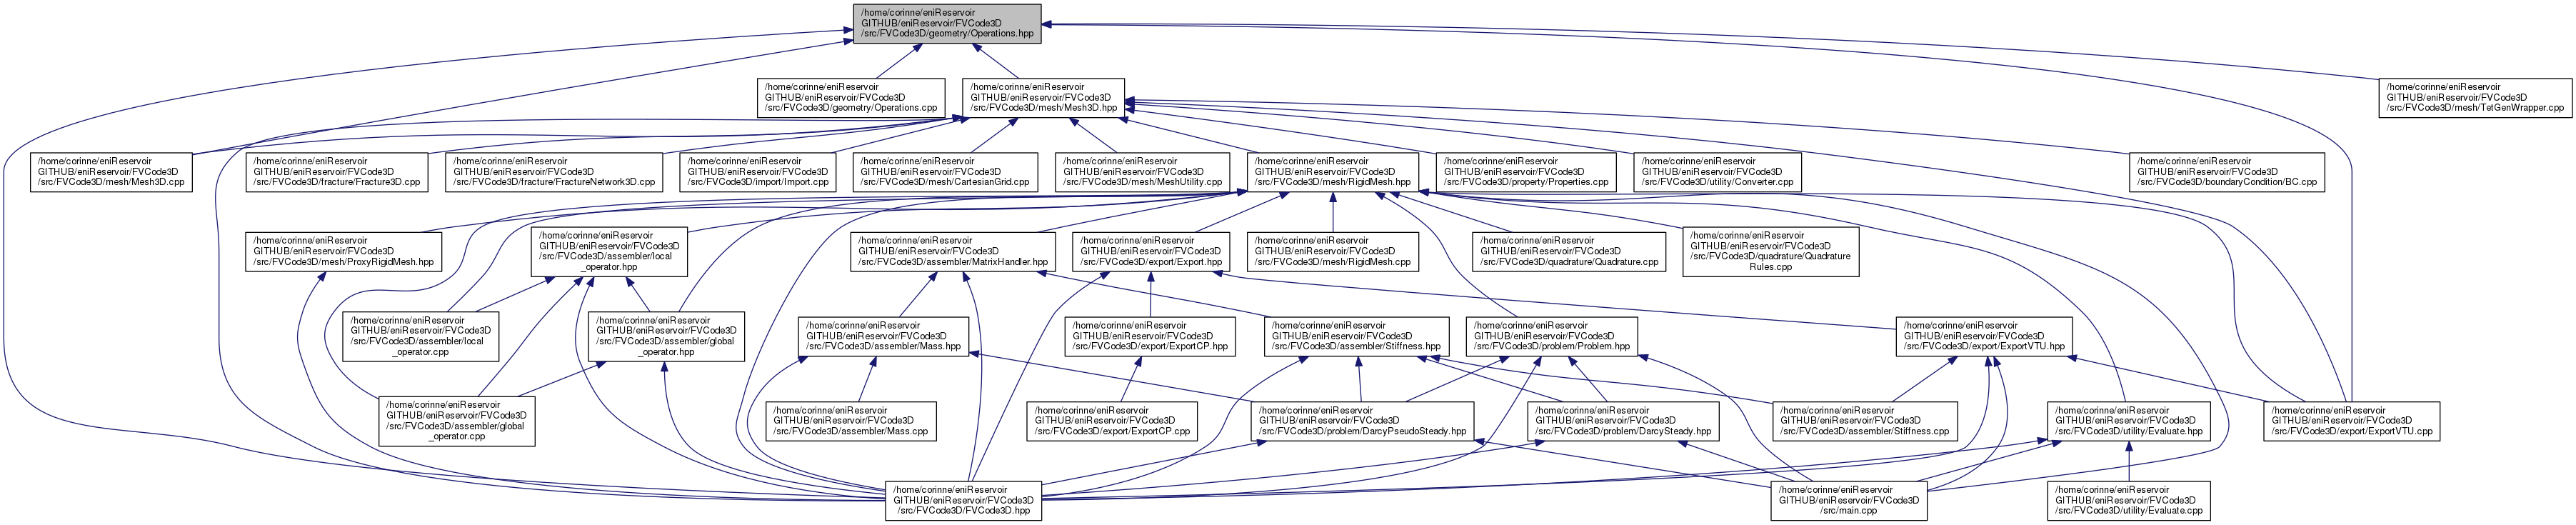 /home/corinne/eniReservoir
GITHUB/eniReservoir/FVCode3D
/src/FVCode3D/geometry/Operations.hpp
/home/corinne/eniReservoir
GITHUB/eniReservoir/FVCode3D
/src/FVCode3D/geometry/Operations.cpp
/home/corinne/eniReservoir
GITHUB/eniReservoir/FVCode3D
/src/FVCode3D/mesh/Mesh3D.hpp
/home/corinne/eniReservoir
GITHUB/eniReservoir/FVCode3D
/src/FVCode3D/mesh/TetGenWrapper.cpp
/home/corinne/eniReservoir
GITHUB/eniReservoir/FVCode3D
/src/FVCode3D/mesh/Mesh3D.cpp
/home/corinne/eniReservoir
GITHUB/eniReservoir/FVCode3D
/src/FVCode3D/fracture/Fracture3D.cpp
/home/corinne/eniReservoir
GITHUB/eniReservoir/FVCode3D
/src/FVCode3D/fracture/FractureNetwork3D.cpp
/home/corinne/eniReservoir
GITHUB/eniReservoir/FVCode3D
/src/FVCode3D/import/Import.cpp
/home/corinne/eniReservoir
GITHUB/eniReservoir/FVCode3D
/src/FVCode3D/mesh/CartesianGrid.cpp
/home/corinne/eniReservoir
GITHUB/eniReservoir/FVCode3D
/src/FVCode3D/mesh/MeshUtility.cpp
/home/corinne/eniReservoir
GITHUB/eniReservoir/FVCode3D
/src/FVCode3D/mesh/RigidMesh.hpp
/home/corinne/eniReservoir
GITHUB/eniReservoir/FVCode3D
/src/FVCode3D/property/Properties.cpp
/home/corinne/eniReservoir
GITHUB/eniReservoir/FVCode3D
/src/FVCode3D/utility/Converter.cpp
/home/corinne/eniReservoir
GITHUB/eniReservoir/FVCode3D
/src/FVCode3D/boundaryCondition/BC.cpp
/home/corinne/eniReservoir
GITHUB/eniReservoir/FVCode3D
/src/FVCode3D/mesh/ProxyRigidMesh.hpp
/home/corinne/eniReservoir
GITHUB/eniReservoir/FVCode3D
/src/FVCode3D/assembler/local
_operator.hpp
/home/corinne/eniReservoir
GITHUB/eniReservoir/FVCode3D
/src/FVCode3D/assembler/MatrixHandler.hpp
/home/corinne/eniReservoir
GITHUB/eniReservoir/FVCode3D
/src/FVCode3D/export/Export.hpp
/home/corinne/eniReservoir
GITHUB/eniReservoir/FVCode3D
/src/FVCode3D/mesh/RigidMesh.cpp
/home/corinne/eniReservoir
GITHUB/eniReservoir/FVCode3D
/src/FVCode3D/quadrature/Quadrature.cpp
/home/corinne/eniReservoir
GITHUB/eniReservoir/FVCode3D
/src/FVCode3D/quadrature/Quadrature
Rules.cpp
/home/corinne/eniReservoir
GITHUB/eniReservoir/FVCode3D
/src/FVCode3D/assembler/local
_operator.cpp
/home/corinne/eniReservoir
GITHUB/eniReservoir/FVCode3D
/src/FVCode3D/assembler/global
_operator.hpp
/home/corinne/eniReservoir
GITHUB/eniReservoir/FVCode3D
/src/FVCode3D/assembler/Mass.hpp
/home/corinne/eniReservoir
GITHUB/eniReservoir/FVCode3D
/src/FVCode3D/export/ExportCP.hpp
/home/corinne/eniReservoir
GITHUB/eniReservoir/FVCode3D
/src/FVCode3D/assembler/Stiffness.hpp
/home/corinne/eniReservoir
GITHUB/eniReservoir/FVCode3D
/src/FVCode3D/problem/Problem.hpp
/home/corinne/eniReservoir
GITHUB/eniReservoir/FVCode3D
/src/FVCode3D/export/ExportVTU.hpp
/home/corinne/eniReservoir
GITHUB/eniReservoir/FVCode3D
/src/FVCode3D/assembler/global
_operator.cpp
/home/corinne/eniReservoir
GITHUB/eniReservoir/FVCode3D
/src/FVCode3D/assembler/Mass.cpp
/home/corinne/eniReservoir
GITHUB/eniReservoir/FVCode3D
/src/FVCode3D/export/ExportCP.cpp
/home/corinne/eniReservoir
GITHUB/eniReservoir/FVCode3D
/src/FVCode3D/problem/DarcyPseudoSteady.hpp
/home/corinne/eniReservoir
GITHUB/eniReservoir/FVCode3D
/src/FVCode3D/problem/DarcySteady.hpp
/home/corinne/eniReservoir
GITHUB/eniReservoir/FVCode3D
/src/FVCode3D/assembler/Stiffness.cpp
/home/corinne/eniReservoir
GITHUB/eniReservoir/FVCode3D
/src/FVCode3D/utility/Evaluate.hpp
/home/corinne/eniReservoir
GITHUB/eniReservoir/FVCode3D
/src/FVCode3D/export/ExportVTU.cpp
/home/corinne/eniReservoir
GITHUB/eniReservoir/FVCode3D
/src/FVCode3D/FVCode3D.hpp
/home/corinne/eniReservoir
GITHUB/eniReservoir/FVCode3D
/src/main.cpp
/home/corinne/eniReservoir
GITHUB/eniReservoir/FVCode3D
/src/FVCode3D/utility/Evaluate.cpp